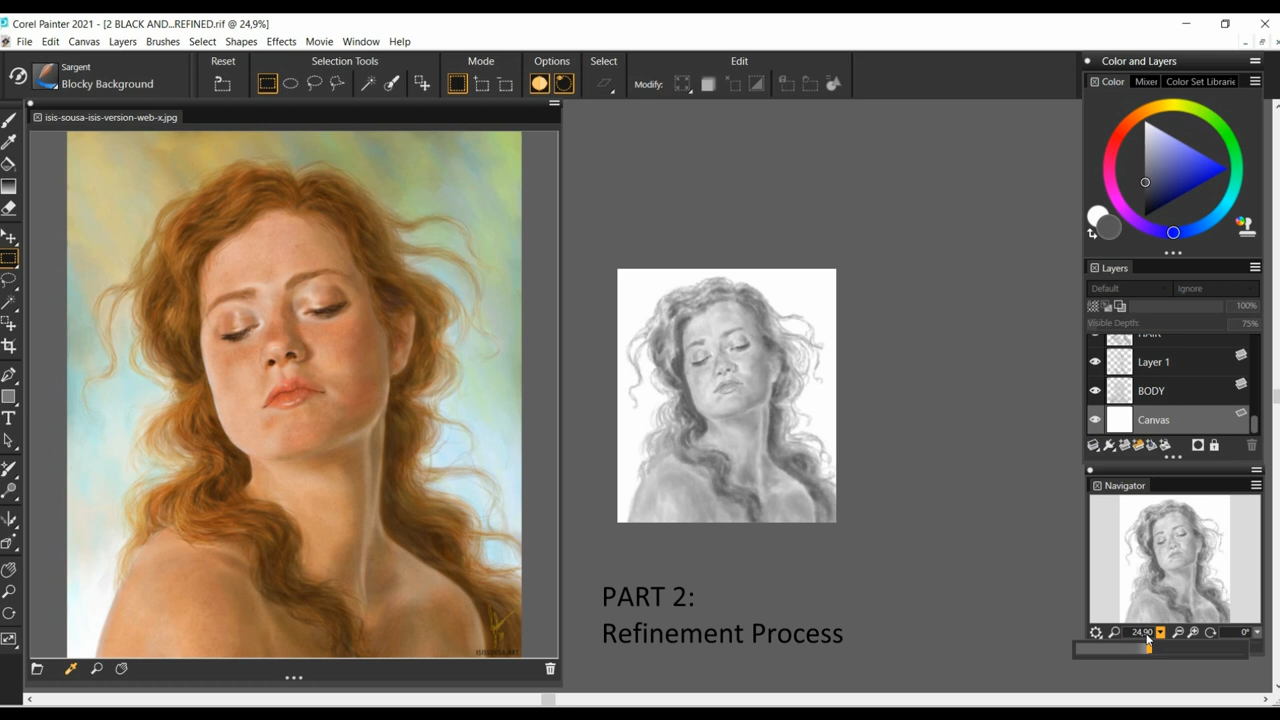 Corel Painter 2021 - [2 BLACK AND...REFINED.rif @ 24,9%]
File Edit Canvas Layers Brushes Select Shapes Effects Movie Window Help
Sargent
Blocky Background
Reset
Selection Tools
Mode
Options
Select
Edit
Modify:
Color and Layers
Color Mixer Color Set Librarie
isis-sousa-isis-version-web-x.jpg
Layers
Default Ignore
100%
Visible Depth: 75%
HAIR
Layer 1
BODY
Canvas
Navigator
24,90 0°
PART 2:
Refinement Process
ISISSOUSA.ART